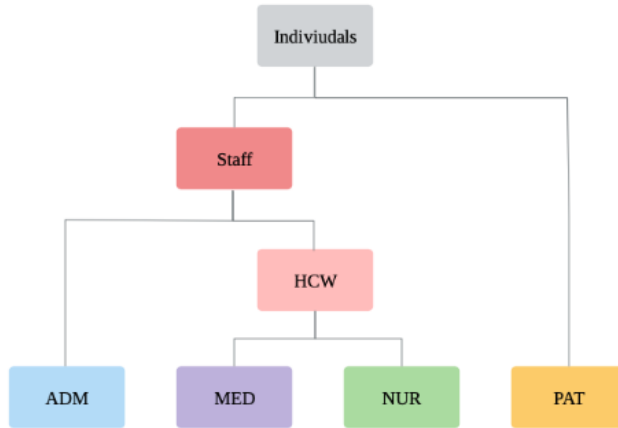 Indiviudals
Staff
HCW
ADM
MED
NUR
PAT